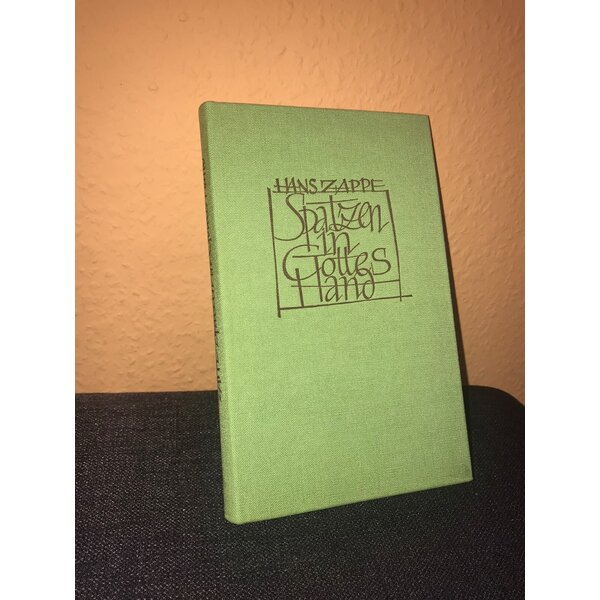 HANS ZAPPE
Spatzen
in
Gottes
Hand